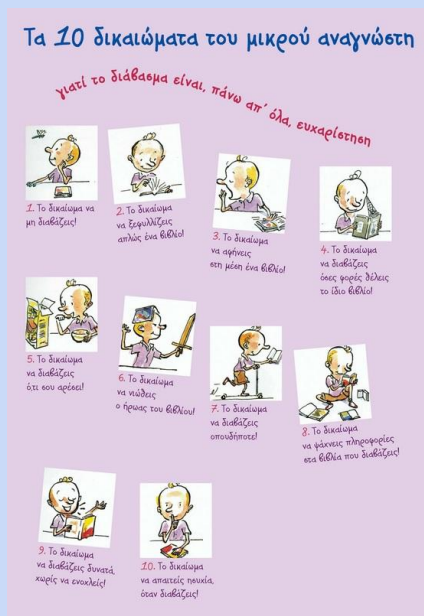 Τα 10 δικαιώματα του μικρού αναγνώστη
γιατί το διάβασμα είναι, πάνω απ' όλα, ευχαρίστηση
1. Το δικαίωμα να
μη διαβάζεις!
2. Το δικαίωμα
να ξεφυλλίζεις
απλώς ένα βιβλίο!
3. Το δικαίωμα
να αφήνεις
στη μέση ένα βιβλίο!
4. Το δικαίωμα
να διαβάζεις
όσες φορές θέλεις
το ίδιο βιβλίο!
5. Το δικαίωμα
να διαβάζεις
ό,τι σου αρέσει!
6. Το δικαίωμα
να νιώθεις
ο ήρωας του βιβλίου!
7. Το δικαίωμα
να διαβάζεις
οπουδήποτε!
8. Το δικαίωμα
να ψάχνεις πληροφορίες
στα βιβλία που διαβάζεις!
9. Το δικαίωμα
να διαβάζεις δυνατά,
χωρίς να ενοχλείς!
10. Το δικαίωμα
να απαιτείς ησυχία,
όταν διαβάζεις!